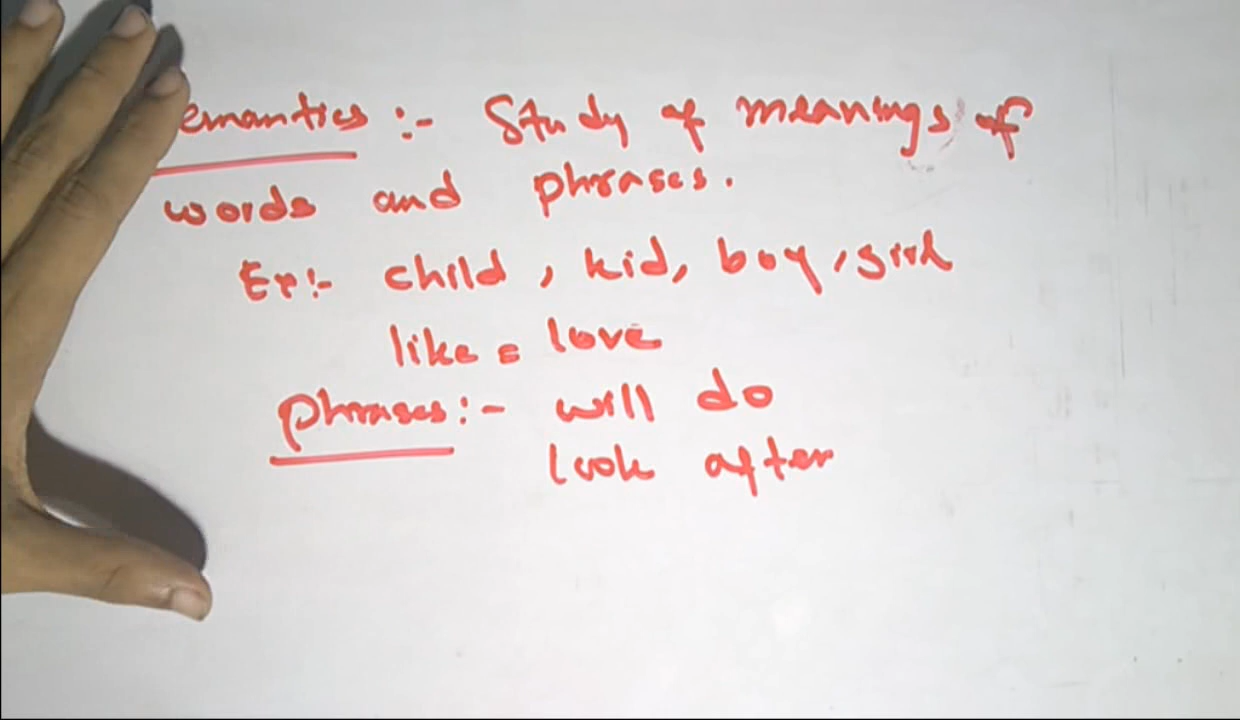 emantics :- Study of meanings of
words and phrases.
Ex:- child , kid, boy, girl
like = love
phrases:- will do
look after